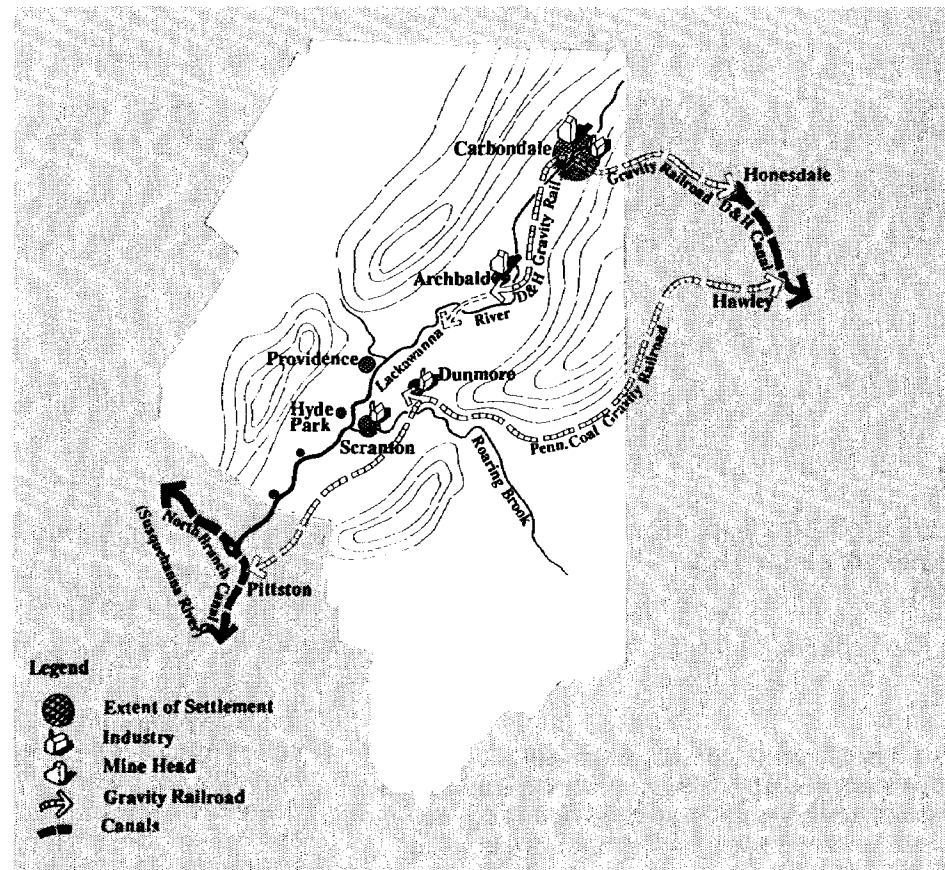 Carbondale
Gravity Railroad
Honesdale
D&H Canal
D&H Gravity Rail
Archbald
River
Hawley
Lackawanna
Providence
Dunmore
Hyde
Park
Scranton
Penn. Coal Gravity Railroad
Roaring Brook
North Branch Canal
(Susquehanna River)
Pittston
Legend
Extent of Settlement
Industry
Mine Head
Gravity Railroad
Canals